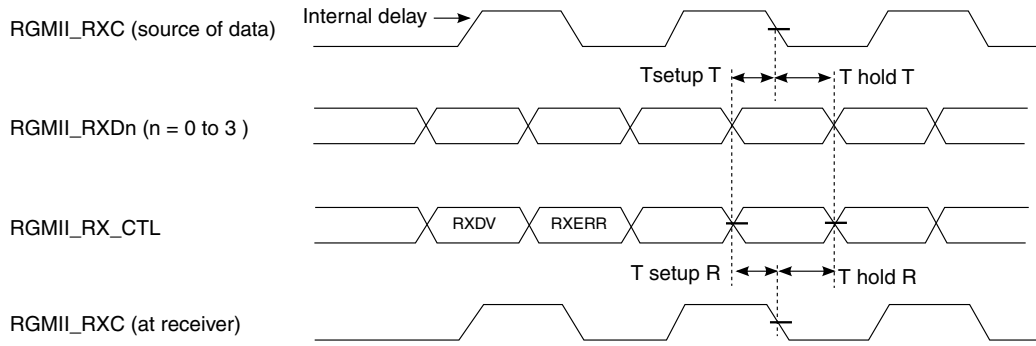 Internal delay
RGMII_RXC (source of data)
Tsetup T
T hold T
RGMII_RXDn (n = 0 to 3 )
RGMII_RX_CTL
RXDV
RXERR
T setup R
T hold R
RGMII_RXC (at receiver)